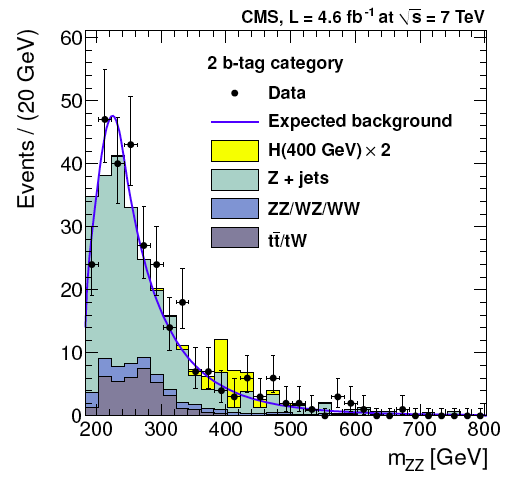 CMS, L = 4.6 fb⁻¹ at √s = 7 TeV
Events / (20 GeV)
60
50
40
30
20
10
0
2 b-tag category
Data
Expected background
H(400 GeV) × 2
Z + jets
ZZ/WZ/WW
tt̄/tW
200 300 400 500 600 700 800
m_ZZ [GeV]